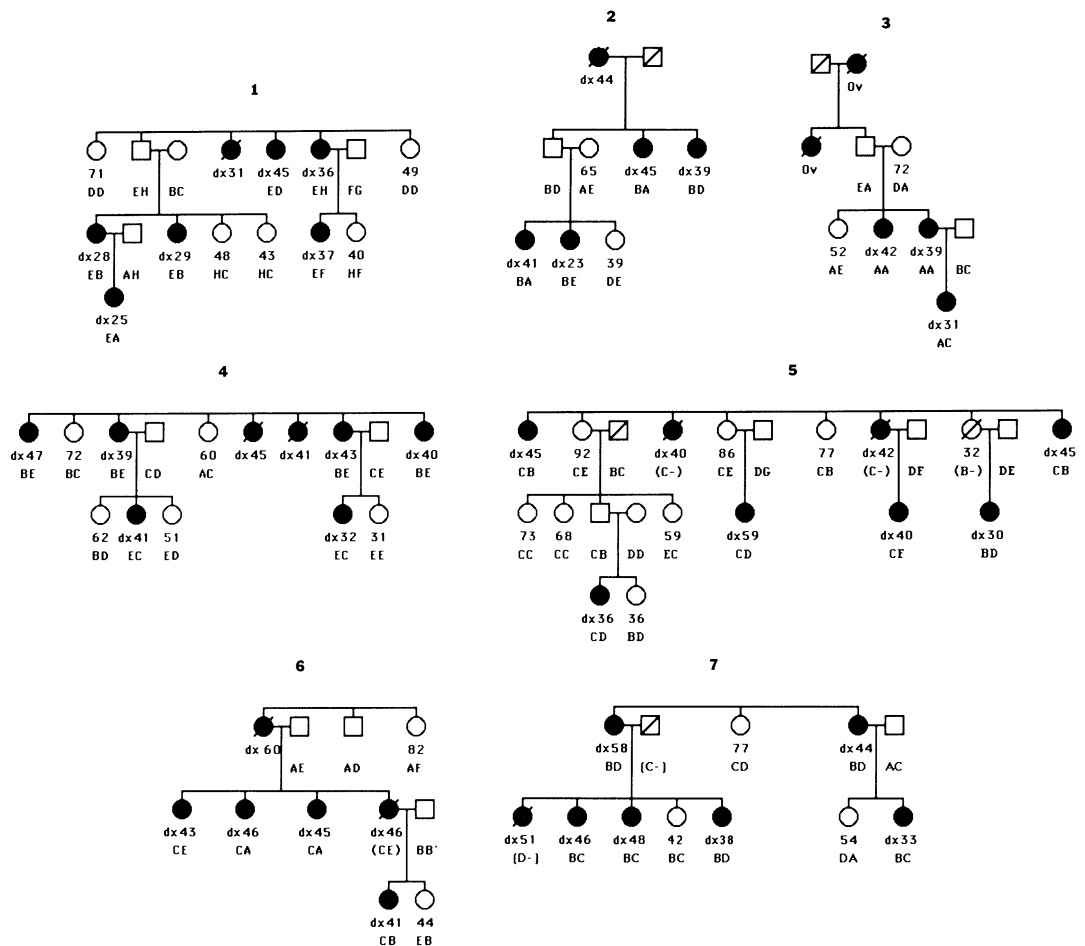 2
3
dx44
Ov
1
71 dx31 dx45 dx36 49
DD EH BC ED EH FG DD
65 dx45 dx39
BD AE BA BD
Ov 72
EA DA
dx28 dx29 48 43 dx37 40
EB AH EB HC HC EF HF
dx41 dx23 39
BA BE DE
52 dx42 dx39
AE AA AA BC
dx25
EA
dx31
AC
4
5
dx47 72 dx39 60 dx45 dx41 dx43 dx40
BE BC BE CD AC BE CE BE
dx45 92 dx40 86 77 dx42 32 dx45
CB CE BC (C-) CE DG CB (C-) DF (B-) DE CB
62 dx41 51 dx32 31
BD EC ED EC EE
73 68 59 dx59 dx40 dx30
CC CC CB DD EC CD CF BD
dx36 36
CD BD
6
7
dx60 82
AE AD AF
dx58 77 dx44
BD (C-) CD BD AC
dx43 dx46 dx45 dx46
CE CA CA (CE) BB'
dx51 dx46 dx48 42 dx38 54 dx33
(D-) BC BC BC BD DA BC
dx41 44
CB EB